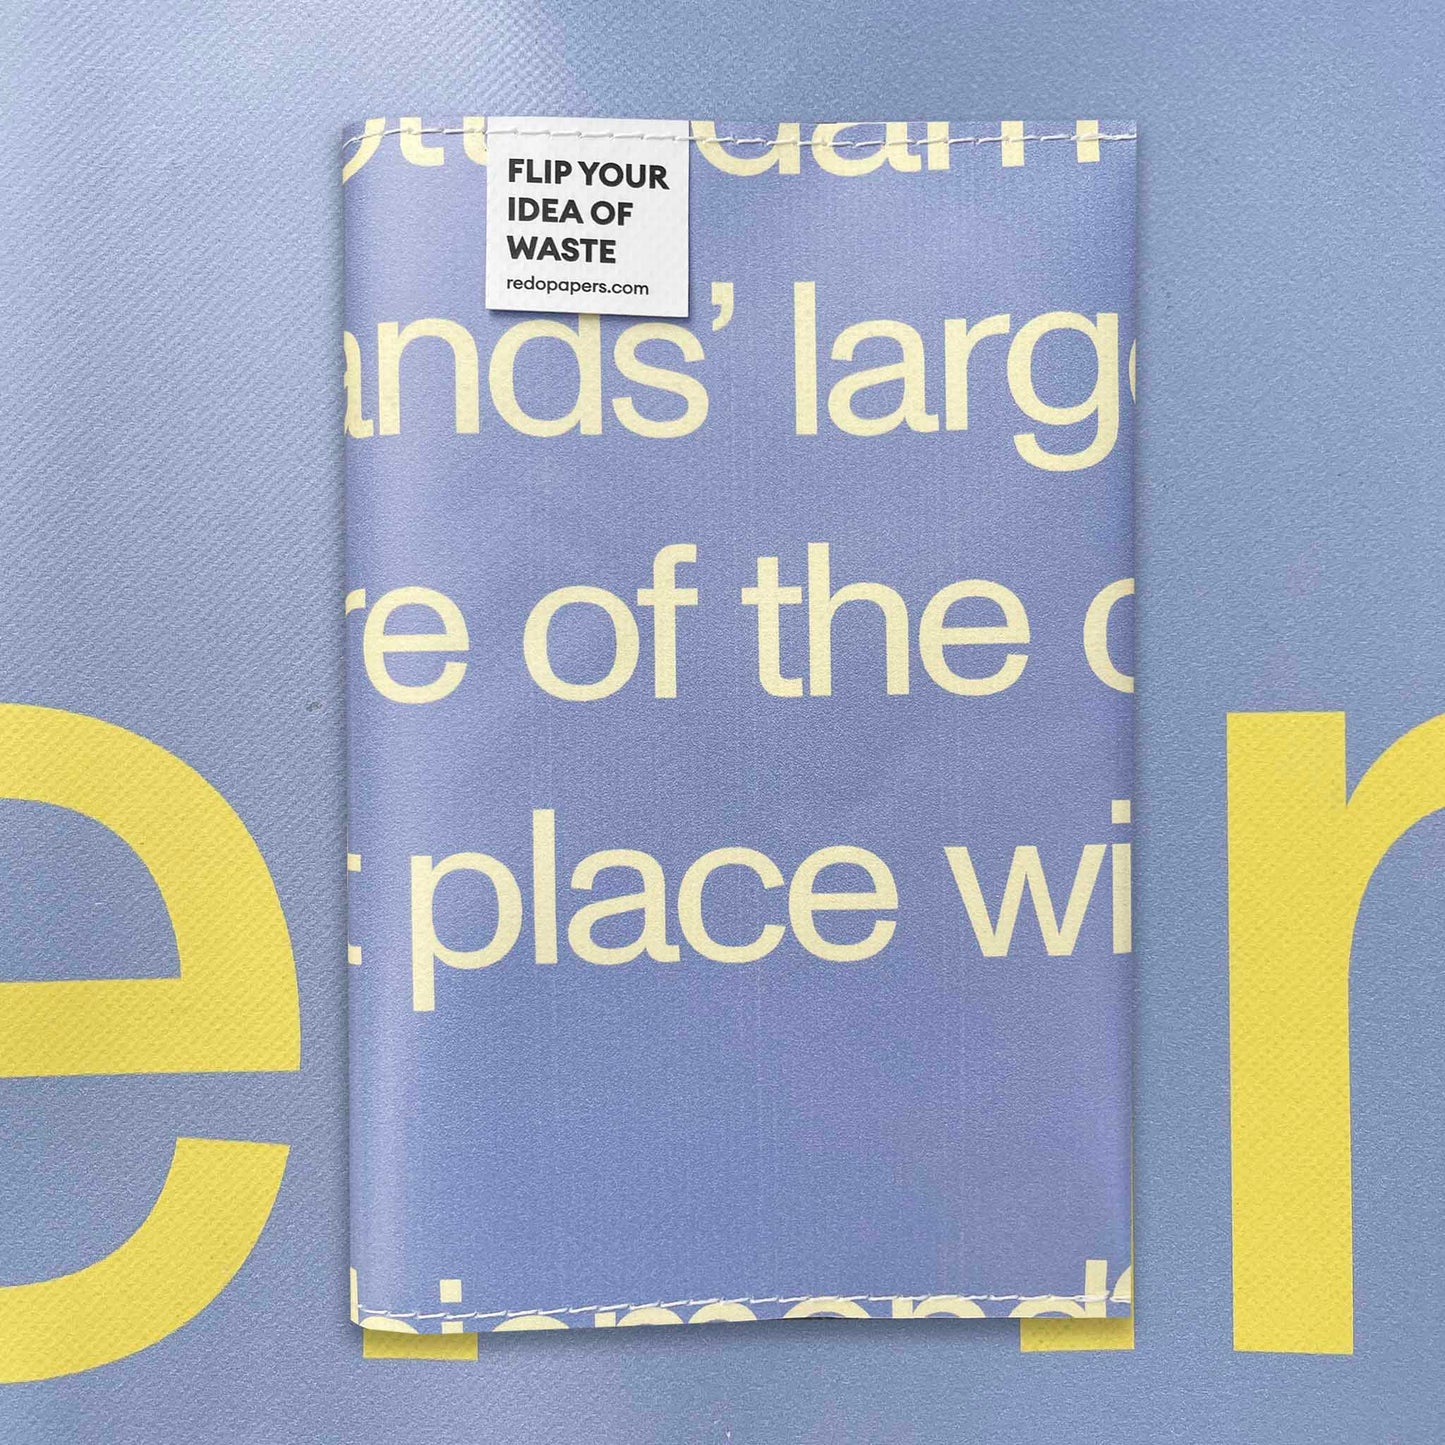 FLIP YOUR
IDEA OF
WASTE
redopapers.com
ands’ larg
re of the
place wi